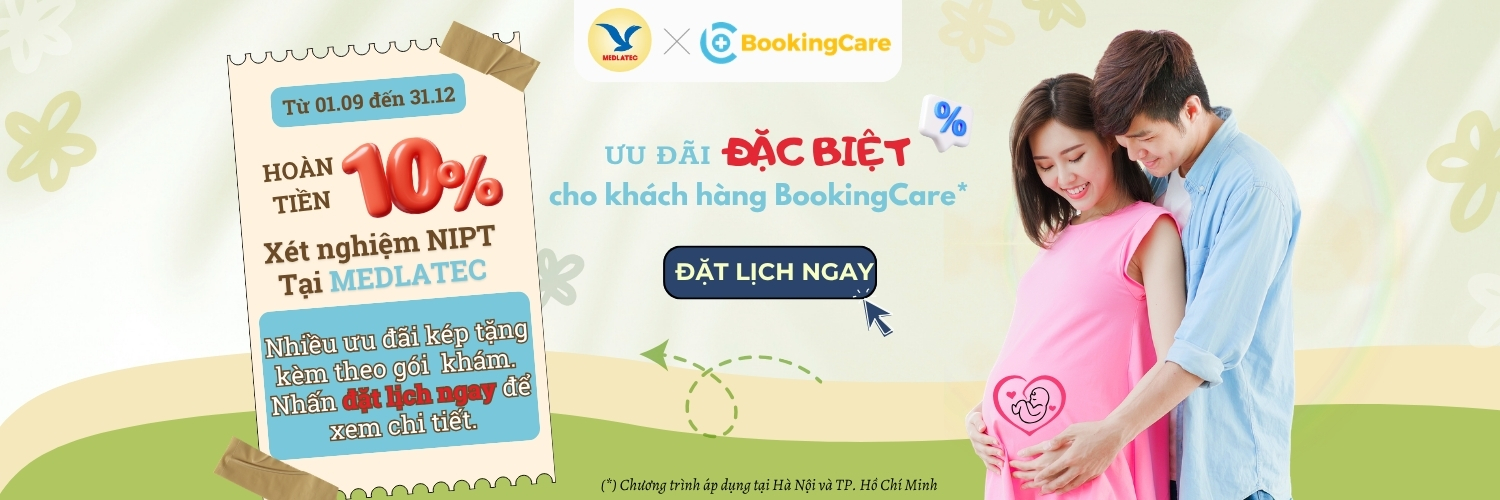 MEDLATEC
BookingCare
Từ 01.09 đến 31.12
HOÀN
TIỀN
10%
Xét nghiệm NIPT
Tại MEDLATEC
Nhiều ưu đãi kép tặng
kèm theo gói khám.
Nhấn đặt lịch ngay để
xem chi tiết.
%
ƯU ĐÃI ĐẶC BIỆT
cho khách hàng BookingCare*
ĐẶT LỊCH NGAY
(*) Chương trình áp dụng tại Hà Nội và TP. Hồ Chí Minh